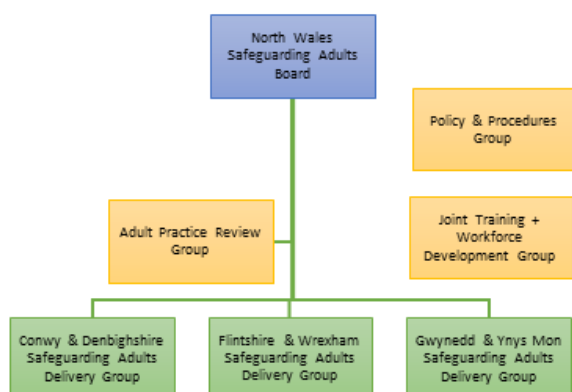 North Wales
Safeguarding Adults
Board
Policy & Procedures
Group
Adult Practice Review
Group
Joint Training +
Workforce
Development Group
Conwy & Denbighshire
Safeguarding Adults
Delivery Group
Flintshire & Wrexham
Safeguarding Adults
Delivery Group
Gwynedd & Ynys Mon
Safeguarding Adults
Delivery Group